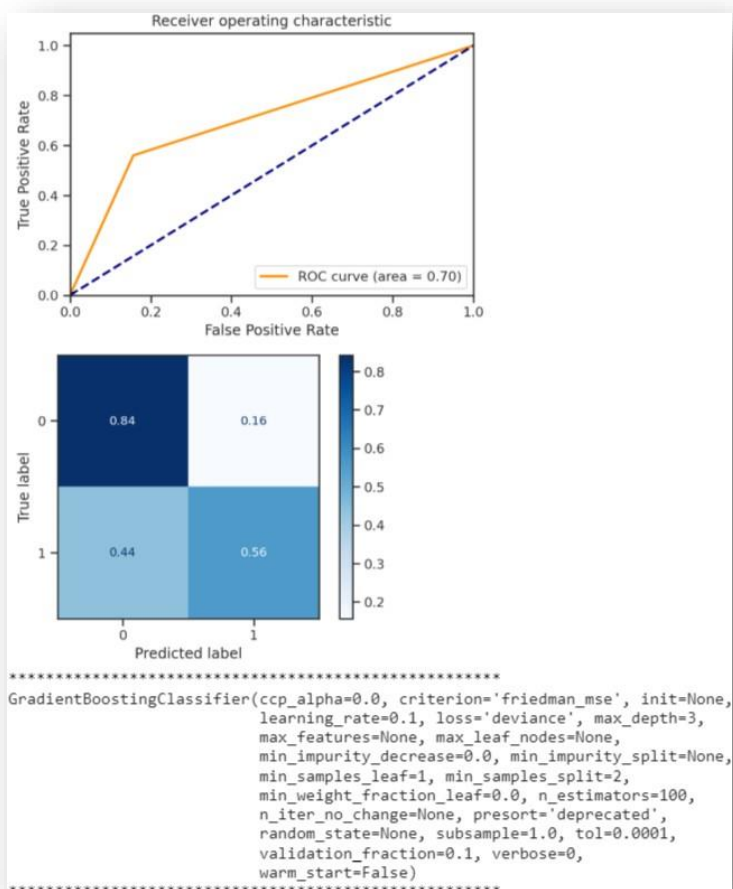 Receiver operating characteristic
1.0
0.8
0.6
0.4
0.2
0.0
True Positive Rate
ROC curve (area = 0.70)
0.0 0.2 0.4 0.6 0.8 1.0
False Positive Rate
0.84 0.16
0.44 0.56
0
1
True label
0 1
Predicted label
0.8
0.7
0.6
0.5
0.4
0.3
0.2
*****************************************************
GradientBoostingClassifier(ccp_alpha=0.0, criterion='friedman_mse', init=None,
learning_rate=0.1, loss='deviance', max_depth=3,
max_features=None, max_leaf_nodes=None,
min_impurity_decrease=0.0, min_impurity_split=None,
min_samples_leaf=1, min_samples_split=2,
min_weight_fraction_leaf=0.0, n_estimators=100,
n_iter_no_change=None, presort='deprecated',
random_state=None, subsample=1.0, tol=0.0001,
validation_fraction=0.1, verbose=0,
warm_start=False)
*****************************************************